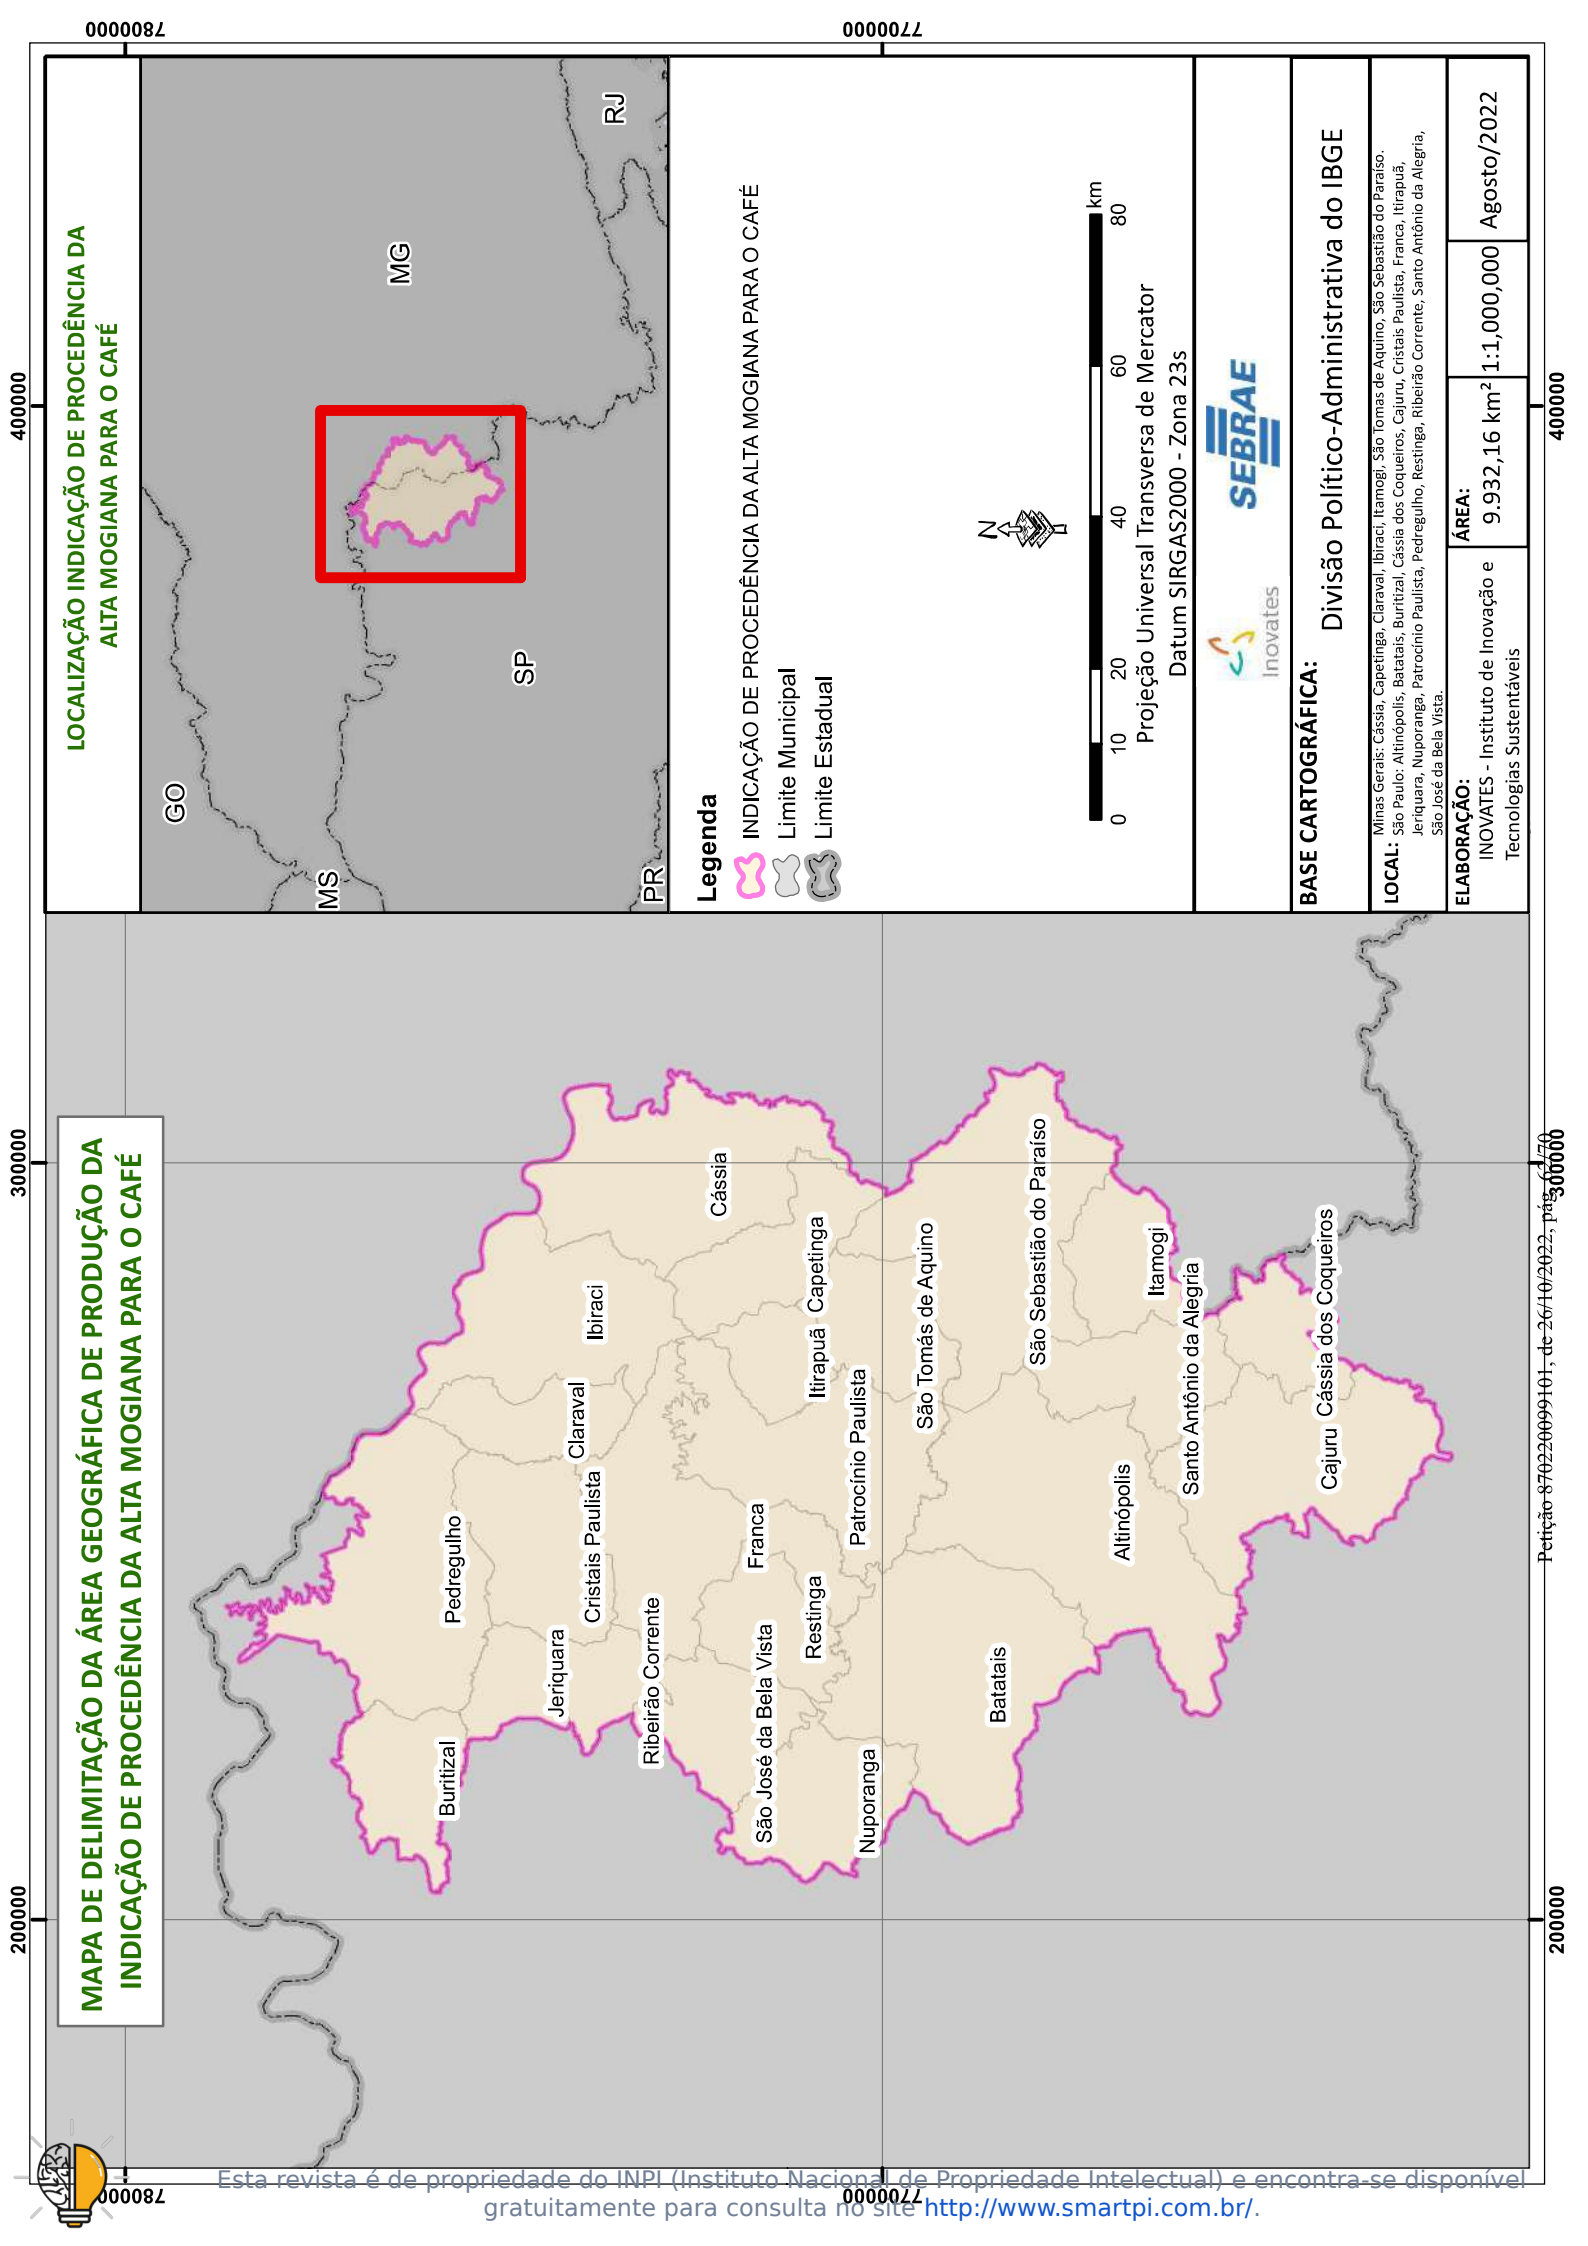 MAPA DE DELIMITAÇÃO DA ÁREA GEOGRÁFICA DE PRODUÇÃO DA
INDICAÇÃO DE PROCEDÊNCIA DA ALTA MOGIANA PARA O CAFÉ
200000
300000
400000
7800000
7700000
Buritizal
Pedregulho
Jeriquara
Cristais Paulista
Claraval
Ibiraci
Ribeirão Corrente
Cássia
São José da Bela Vista
Franca
Restinga
Itirapuã
Capetinga
Nuporanga
Patrocínio Paulista
São Tomás de Aquino
Batatais
São Sebastião do Paraíso
Altinópolis
Itamogi
Santo Antônio da Alegria
Cajuru
Cássia dos Coqueiros
LOCALIZAÇÃO INDICAÇÃO DE PROCEDÊNCIA DA
ALTA MOGIANA PARA O CAFÉ
GO
MS
MG
SP
RJ
PR
Legenda
INDICAÇÃO DE PROCEDÊNCIA DA ALTA MOGIANA PARA O CAFÉ
Limite Municipal
Limite Estadual
N
0 10 20 40 60 80 km
Projeção Universal Transversa de Mercator
Datum SIRGAS2000 - Zona 23s
Inovates
SEBRAE
BASE CARTOGRÁFICA:
Divisão Político-Administrativa do IBGE
LOCAL: Minas Gerais: Cássia, Capetinga, Claraval, Ibiraci, Itamogi, São Tomas de Aquino, São Sebastião do Paraíso.
São Paulo: Altinópolis, Batatais, Buritizal, Cássia dos Coqueiros, Cajuru, Cristais Paulista, Franca, Itirapuã,
Jeriquara, Nuporanga, Patrocínio Paulista, Pedregulho, Restinga, Ribeirão Corrente, Santo Antônio da Alegria,
São José da Bela Vista.
ELABORAÇÃO:
INOVATES - Instituto de Inovação e
Tecnologias Sustentáveis
ÁREA:
9.932,16 km²
1:1,000,000
Agosto/2022
200000
300000
400000
7800000
7700000
Petição 870220099101, de 26/10/2022, pág. 62/70
Esta revista é de propriedade do INPI (Instituto Nacional de Propriedade Intelectual) e encontra-se disponível
gratuitamente para consulta no site http://www.smartpi.com.br/.